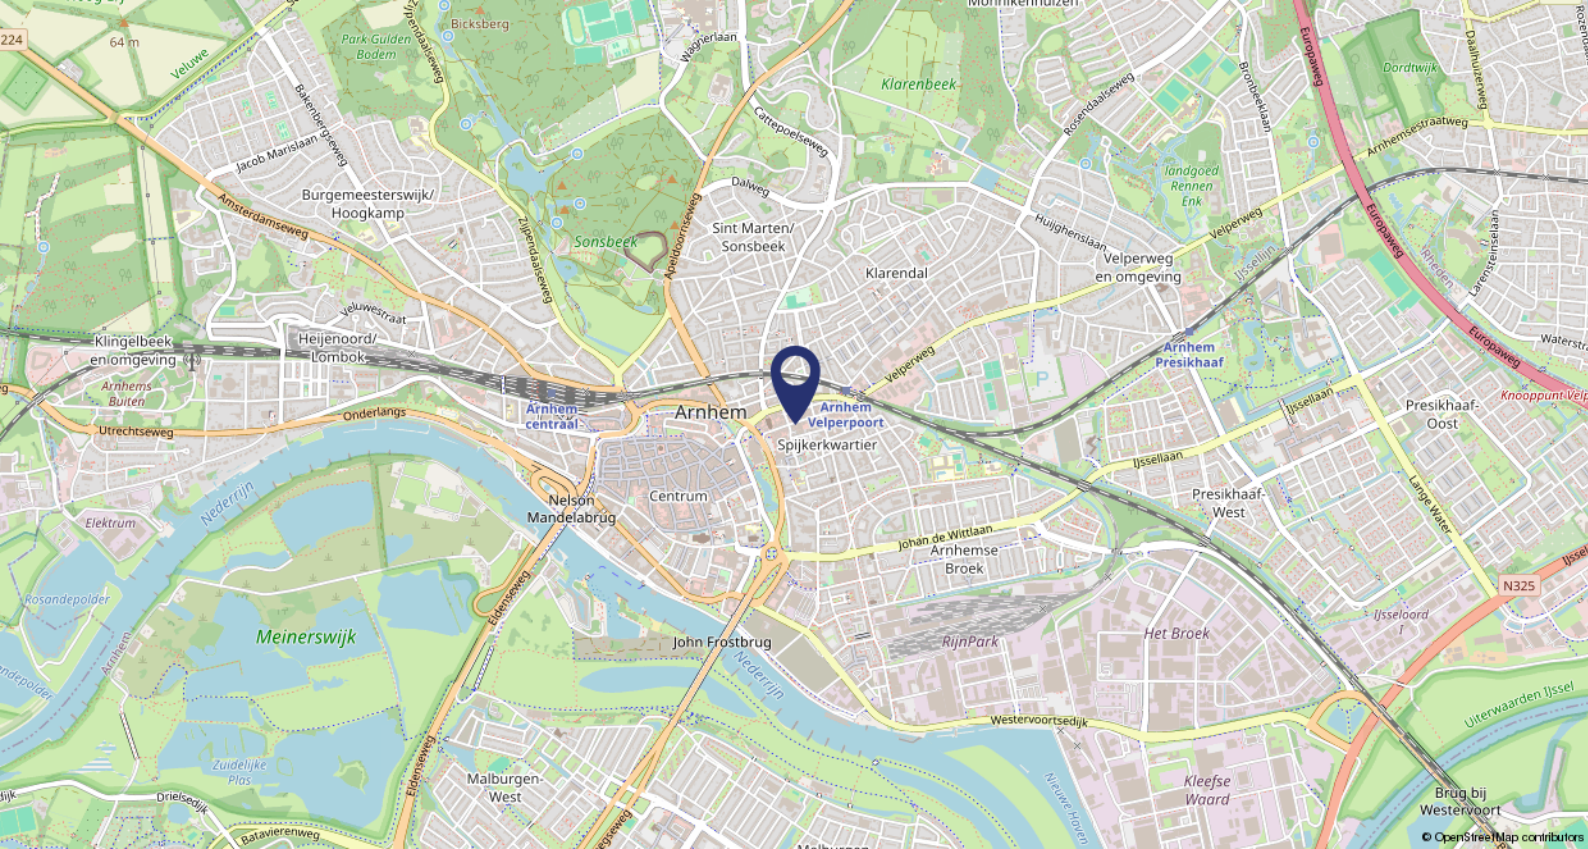 Monnikenhuizen
Bicksberg
224
64 m
Park Gulden
Bodem
Wagnerlaan
Veluwe
Klarenbeek
Dordtwijk
Europaweg
Daalhuizerweg
Bakenbergseweg
Cattepoelseweg
Rosendaalseweg
Bronbeeklaan
Arnhemsestraatweg
Jacob Marislaan
Burgemeesterswijk/
Hoogkamp
Dalweg
landgoed
Rennen
Enk
Amsterdamseweg
Zijpendaalseweg
Sonsbeek
Apeldoornseweg
Sint Marten/
Sonsbeek
Klarendal
Huijghenslaan
Velperweg
Velperweg
en omgeving
IJssellijn
Europaweg
Rheden
Larensteinselaan
Veluwestraat
Klingelbeek
en omgeving
Heijenoord/
Lombok
Arnhems
Buiten
Velperweg
Arnhem
Presikhaaf
Europaweg
Waterstr
Knooppunt Velp
Utrechtseweg
Onderlangs
Arnhem
centraal
Arnhem
Arnhem
Velperpoort
Spijkerkwartier
IJssellaan
IJssellaan
Presikhaaf-
Oost
Nederrijn
Elektrum
Nelson
Mandelabrug
Centrum
Presikhaaf-
West
Lange Water
Johan de Wittlaan
Arnhemse
Broek
Rosandepolder
Eldenseweg
N325
IJssel
IJsseloord
I
Meinerswijk
Arnhem
John Frostbrug
Nederrijn
RijnPark
Het Broek
Westervoortsedijk
Uiterwaarden IJssel
Zuidelijke
Plas
Eldenseweg
Malburgen-
West
Nieuwe Haven
Kleefse
Waard
Brug bij
Westervoort
Drielsedijk
Batavierenweg
© OpenStreetMap contributors